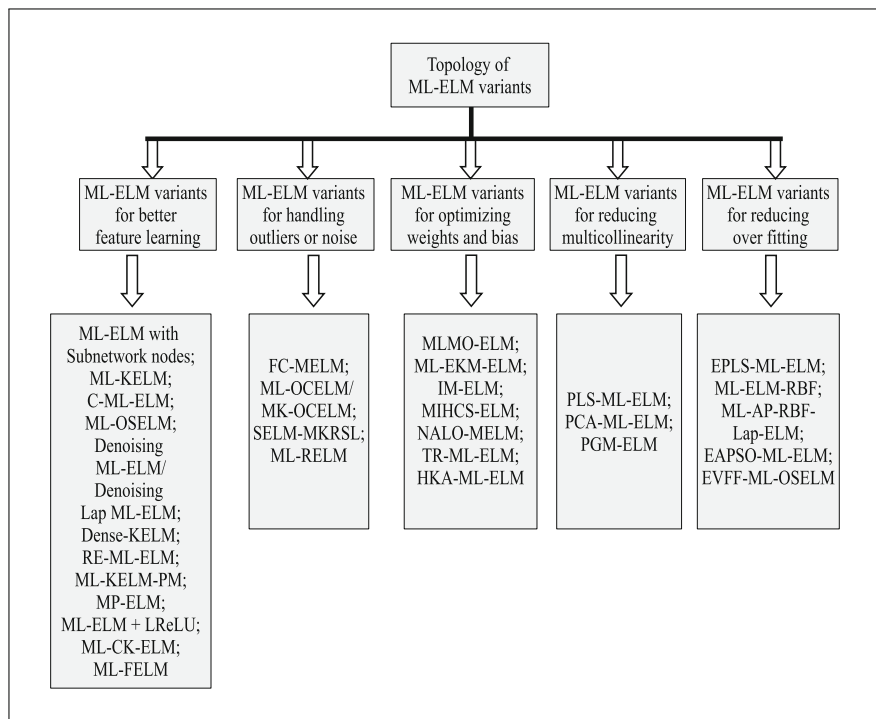 Topology of
ML-ELM variants
ML-ELM variants
for better
feature learning
ML-ELM variants
for handling
outliers or noise
ML-ELM variants
for optimizing
weights and bias
ML-ELM variants
for reducing
multicollinearity
ML-ELM variants
for reducing
over fitting
ML-ELM with
Subnetwork nodes;
ML-KELM;
C-ML-ELM;
ML-OSELM;
Denoising
ML-ELM/
Denoising
Lap ML-ELM;
Dense-KELM;
RE-ML-ELM;
ML-KELM-PM;
MP-ELM;
ML-ELM + LReLU;
ML-CK-ELM;
ML-FELM
FC-MELM;
ML-OCELM/
MK-OCELM;
SELM-MKRSL;
ML-RELM
MLMO-ELM;
ML-EKM-ELM;
IM-ELM;
MIHCS-ELM;
NALO-MELM;
TR-ML-ELM;
HKA-ML-ELM
PLS-ML-ELM;
PCA-ML-ELM;
PGM-ELM
EPLS-ML-ELM;
ML-ELM-RBF;
ML-AP-RBF-
Lap-ELM;
EAPSO-ML-ELM;
EVFF-ML-OSELM